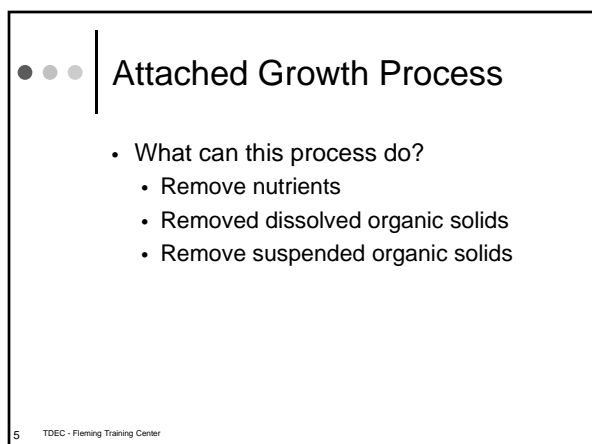 Attached Growth Process
• What can this process do?
• Remove nutrients
• Removed dissolved organic solids
• Remove suspended organic solids
5 TDEC - Fleming Training Center